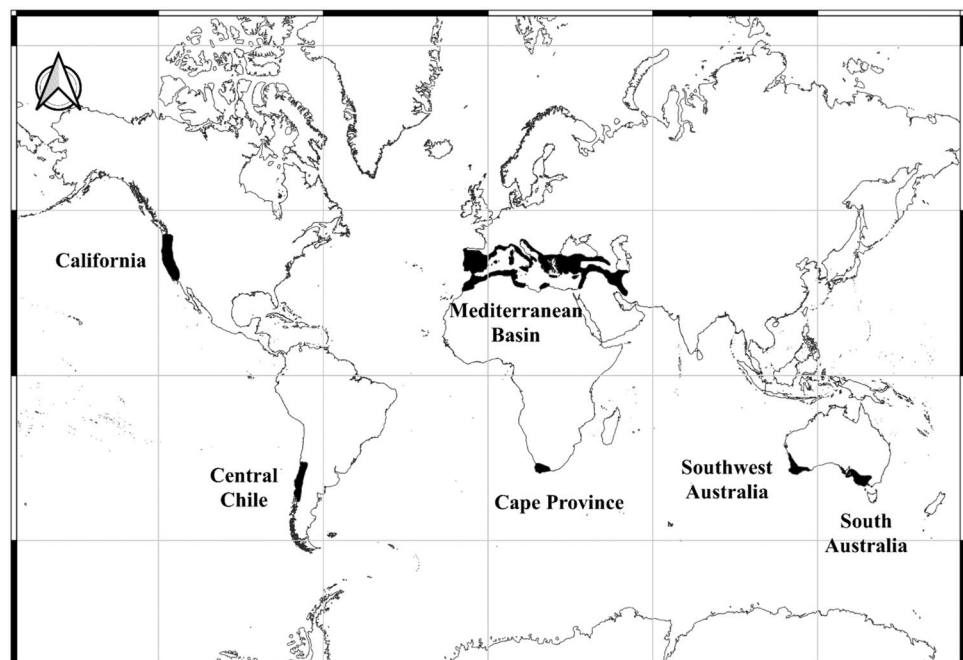 California
Mediterranean
Basin
Central
Chile
Cape Province
Southwest
Australia
South
Australia